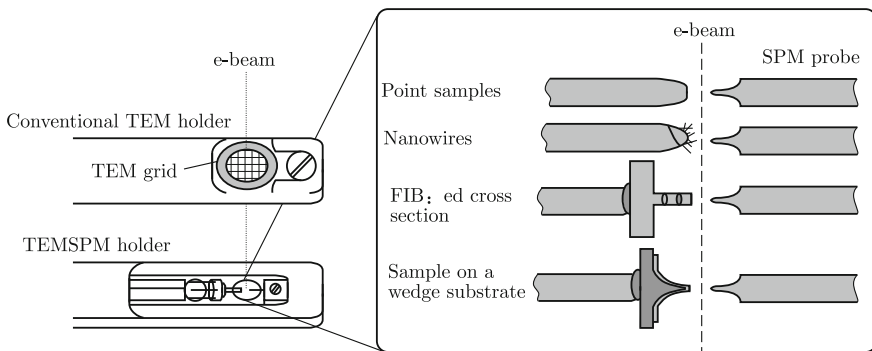 e-beam
Conventional TEM holder
TEM grid
TEMSPM holder
e-beam
SPM probe
Point samples
Nanowires
FIB：ed cross
section
Sample on a
wedge substrate